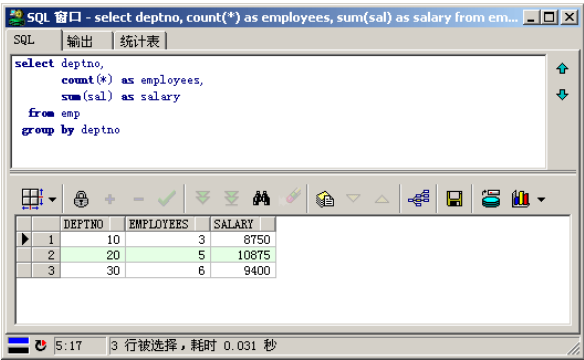 SQL 窗口 - select deptno, count(*) as employees, sum(sal) as salary from em...
SQL 输出 统计表
select deptno,
count(*) as employees,
sum(sal) as salary
from emp
group by deptno
DEPTNO EMPLOYEES SALARY
1 10 3 8750
2 20 5 10875
3 30 6 9400
5:17 3 行被选择，耗时 0.031 秒